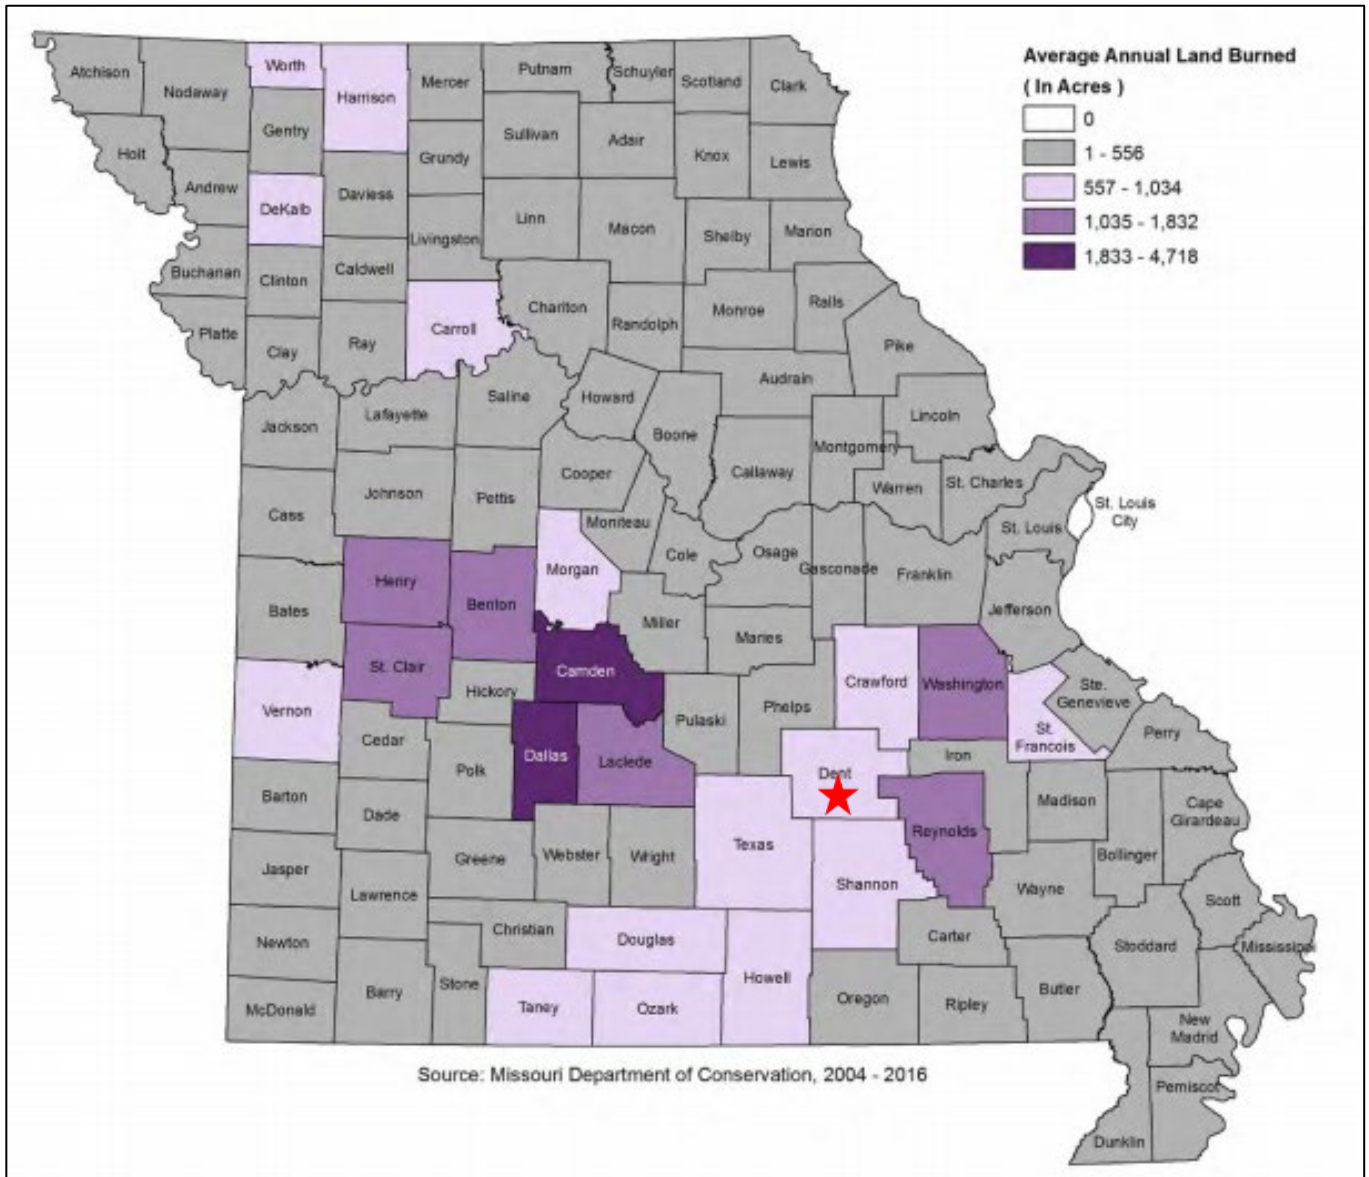 Average Annual Land Burned
( In Acres )
0
1 - 556
557 - 1,034
1,035 - 1,832
1,833 - 4,718
Atchison
Nodaway
Worth
Harrison
Mercer
Putnam
Schuyler
Scotland
Clark
Holt
Gentry
Sullivan
Adair
Knox
Lewis
Andrew
DeKalb
Daviess
Grundy
Linn
Macon
Shelby
Marion
Buchanan
Clinton
Caldwell
Livingston
Chariton
Randolph
Monroe
Ralls
Platte
Clay
Ray
Carroll
Pike
Audrain
Saline
Howard
Jackson
Lafayette
Boone
Montgomery
Lincoln
Cass
Johnson
Pettis
Cooper
Callaway
Warren
St. Charles
St. Louis
St. Louis
City
Moniteau
Cole
Osage
Gasconade
Franklin
Jefferson
Bates
Henry
Benton
Morgan
Miller
Maries
St. Clair
Camden
Crawford
Washington
Ste.
Genevieve
Vernon
Hickory
Pulaski
Phelps
St.
Francois
Perry
Cedar
Polk
Dallas
Laclede
Dent
Iron
Barton
Dade
Texas
Reynolds
Madison
Cape
Girardeau
Jasper
Greene
Webster
Wright
Shannon
Bollinger
Lawrence
Wayne
Scott
Newton
Christian
Douglas
Carter
Stoddard
Mississippi
McDonald
Barry
Stone
Taney
Ozark
Howell
Oregon
Ripley
Butler
New
Madrid
Pemiscot
Dunklin
Source: Missouri Department of Conservation, 2004 - 2016